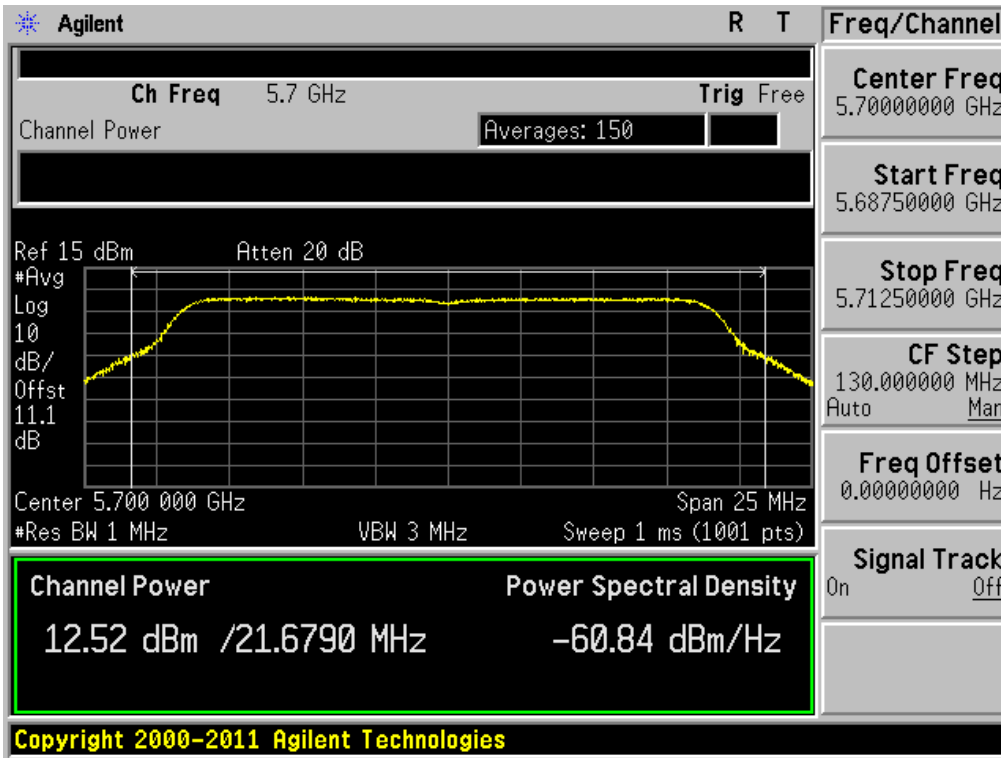 Agilent R T
Freq/Channel
Ch Freq 5.7 GHz Trig Free
Channel Power Averages: 150
Ref 15 dBm Atten 20 dB
#Avg
Log
10
dB/
Offst
11.1
dB
Center 5.700 000 GHz Span 25 MHz
#Res BW 1 MHz VBW 3 MHz Sweep 1 ms (1001 pts)
Channel Power Power Spectral Density
12.52 dBm /21.6790 MHz -60.84 dBm/Hz
Center Freq
5.70000000 GHz
Start Freq
5.68750000 GHz
Stop Freq
5.71250000 GHz
CF Step
130.000000 MHz
Auto Man
Freq Offset
0.00000000 Hz
Signal Track
On Off
Copyright 2000-2011 Agilent Technologies